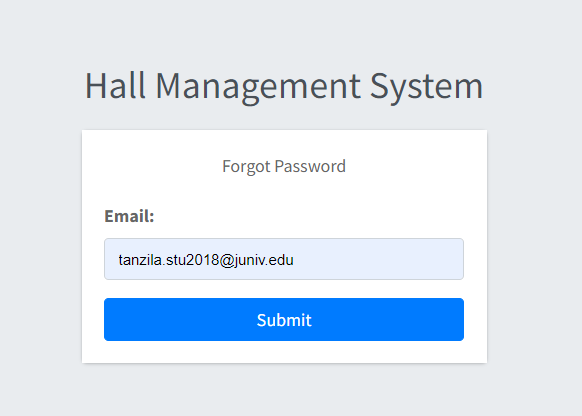 Hall Management System
Forgot Password
Email:
tanzila.stu2018@juniv.edu
Submit